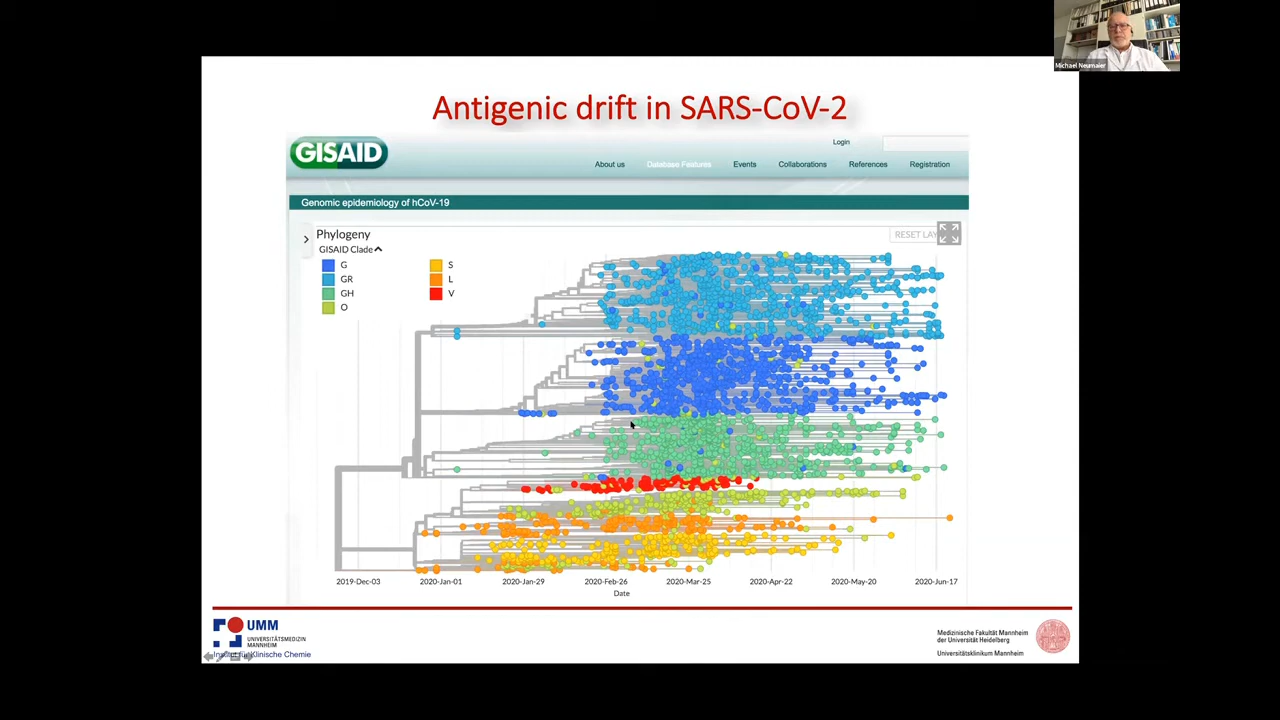 Michael Neumaier
Antigenic drift in SARS-CoV-2
GISAID
Login
About us Database Features Events Collaborations References Registration
Genomic epidemiology of hCoV-19
Phylogeny
RESET LAY
GISAID Clade
G S
GR L
GH V
O
2019-Dec-03 2020-Jan-01 2020-Jan-29 2020-Feb-26 2020-Mar-25 2020-Apr-22 2020-May-20 2020-Jun-17
Date
UMM
UNIVERSITÄTSMEDIZIN
MANNHEIM
Institut für Klinische Chemie
Medizinische Fakultät Mannheim
der Universität Heidelberg
Universitätsklinikum Mannheim